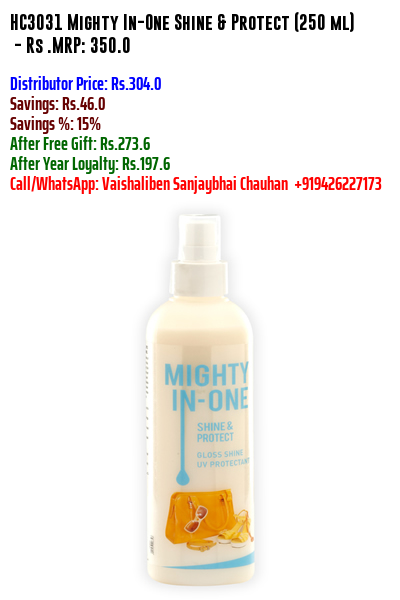 HC3031 Mighty In-One Shine & Protect (250 ml)
- Rs .MRP: 350.0
Distributor Price: Rs.304.0
Savings: Rs.46.0
Savings %: 15%
After Free Gift: Rs.273.6
After Year Loyalty: Rs.197.6
Call/WhatsApp: Vaishaliben Sanjaybhai Chauhan +919426227173
MIGHTY
IN-ONE
SHINE &
PROTECT
GLOSS SHINE
UV PROTECTANT